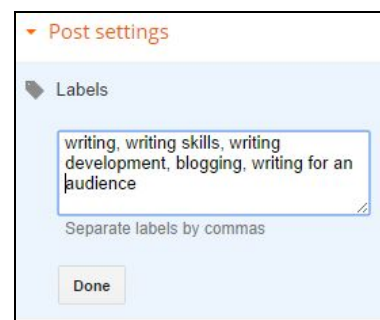 Post settings
Labels
writing, writing skills, writing
development, blogging, writing for an
audience
Separate labels by commas
Done